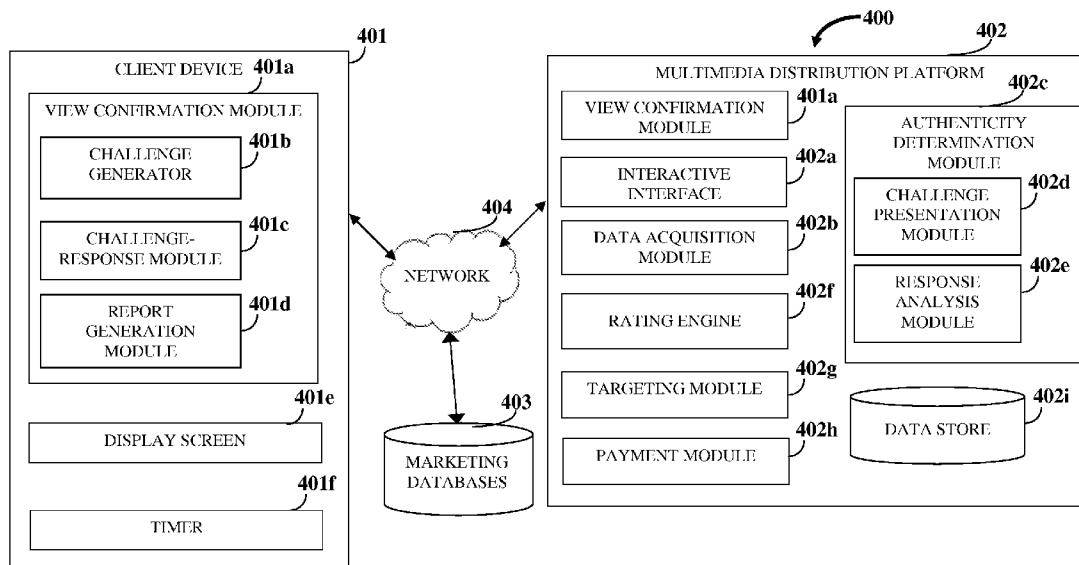 400
401
CLIENT DEVICE
401a
VIEW CONFIRMATION MODULE
401b
CHALLENGE
GENERATOR
401c
CHALLENGE-
RESPONSE MODULE
401d
REPORT
GENERATION
MODULE
401e
DISPLAY SCREEN
401f
TIMER
404
NETWORK
403
MARKETING
DATABASES
402
MULTIMEDIA DISTRIBUTION PLATFORM
401a
VIEW CONFIRMATION
MODULE
402a
INTERACTIVE
INTERFACE
402b
DATA ACQUISITION
MODULE
402f
RATING ENGINE
402g
TARGETING MODULE
402h
PAYMENT MODULE
402c
AUTHENTICITY
DETERMINATION
MODULE
402d
CHALLENGE
PRESENTATION
MODULE
402e
RESPONSE
ANALYSIS
MODULE
402i
DATA STORE